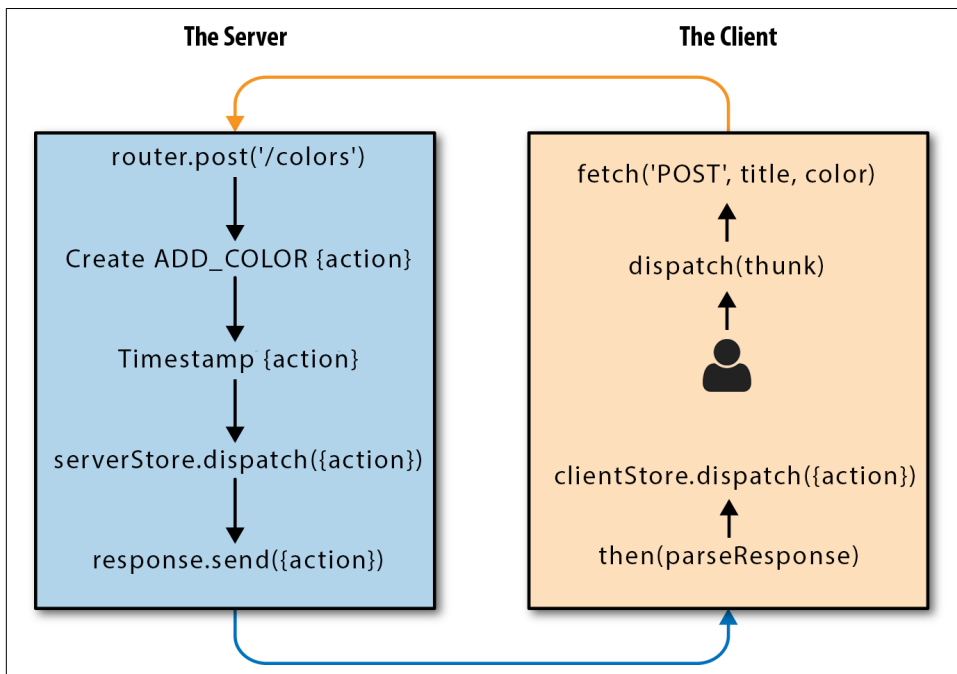 The Server
The Client
router.post('/colors')
Create ADD_COLOR {action}
Timestamp {action}
serverStore.dispatch({action})
response.send({action})
fetch('POST', title, color)
dispatch(thunk)
clientStore.dispatch({action})
then(parseResponse)